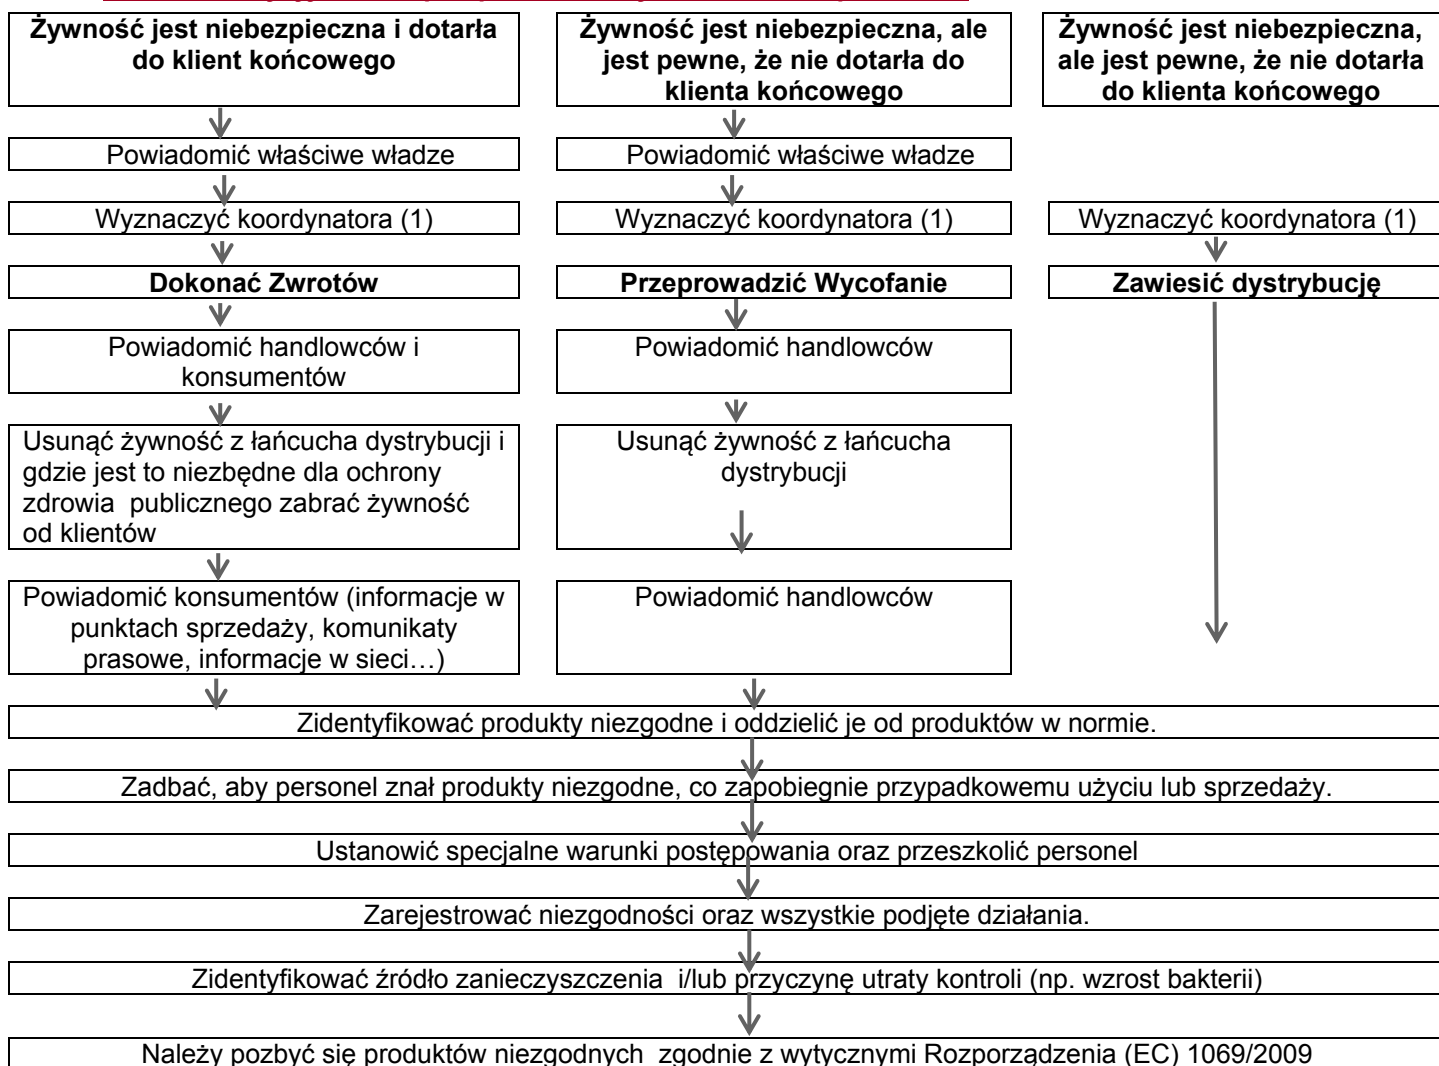 Żywność jest niebezpieczna i dotarła
do klient końcowego
Żywność jest niebezpieczna, ale
jest pewne, że nie dotarła do
klienta końcowego
Żywność jest niebezpieczna,
ale jest pewne, że nie dotarła
do klienta końcowego
Powiadomić właściwe władze
Powiadomić właściwe władze
Wyznaczyć koordynatora (1)
Wyznaczyć koordynatora (1)
Wyznaczyć koordynatora (1)
Dokonać Zwrotów
Przeprowadzić Wycofanie
Zawiesić dystrybucję
Powiadomić handlowców i
konsumentów
Powiadomić handlowców
Usunąć żywność z łańcucha dystrybucji i
gdzie jest to niezbędne dla ochrony
zdrowia publicznego zabrać żywność
od klientów
Usunąć żywność z łańcucha
dystrybucji
Powiadomić konsumentów (informacje w
punktach sprzedaży, komunikaty
prasowe, informacje w sieci…)
Powiadomić handlowców
Zidentyfikować produkty niezgodne i oddzielić je od produktów w normie.
Zadbać, aby personel znał produkty niezgodne, co zapobiegnie przypadkowemu użyciu lub sprzedaży.
Ustanowić specjalne warunki postępowania oraz przeszkolić personel
Zarejestrować niezgodności oraz wszystkie podjęte działania.
Zidentyfikować źródło zanieczyszczenia i/lub przyczynę utraty kontroli (np. wzrost bakterii)
Należy pozbyć się produktów niezgodnych zgodnie z wytycznymi Rozporządzenia (EC) 1069/2009